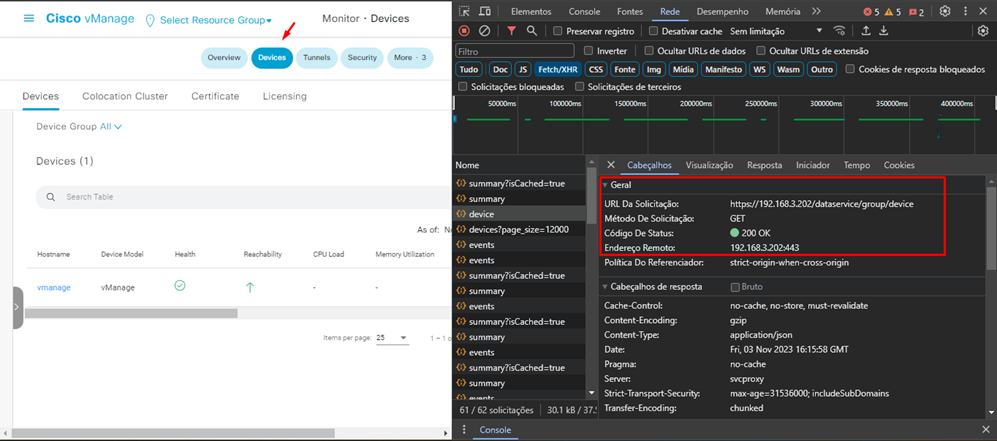 Cisco vManage
Select Resource Group
Monitor · Devices
Overview
Devices
Tunnels
Security
More · 3
Devices
Colocation Cluster
Certificate
Licensing
Device Group All
Devices (1)
Search Table
As of:
Hostname
Device Model
Health
Reachability
CPU Load
Memory Utilization
vmanage
vManage
-
-
Items per page: 25
1 – 1 o
Elementos
Console
Fontes
Rede
Desempenho
Memória
5
5
2
Preservar registro
Desativar cache
Sem limitação
Filtro
Inverter
Ocultar URLs de dados
Ocultar URLs de extensão
Tudo
Doc
JS
Fetch/XHR
CSS
Fonte
Img
Mídia
Manifesto
WS
Wasm
Outro
Cookies de resposta bloqueados
Solicitações bloqueadas
Solicitações de terceiros
50000ms
100000ms
150000ms
200000ms
250000ms
300000ms
350000ms
400000ms
Nome
summary?isCached=true
summary
device
devices?page_size=12000
events
events
summary?isCached=true
summary
events
summary?isCached=true
summary
events
summary?isCached=true
summary
events
61 / 62 solicitações
30.1 kB / 37.
Cabeçalhos
Visualização
Resposta
Iniciador
Tempo
Cookies
Geral
URL Da Solicitação: https://192.168.3.202/dataservice/group/device
Método De Solicitação: GET
Código De Status: 200 OK
Endereço Remoto: 192.168.3.202:443
Política Do Referenciador: strict-origin-when-cross-origin
Cabeçalhos de resposta
Bruto
Cache-Control: no-cache, no-store, must-revalidate
Content-Encoding: gzip
Content-Type: application/json
Date: Fri, 03 Nov 2023 16:15:58 GMT
Pragma: no-cache
Server: svcproxy
Strict-Transport-Security: max-age=31536000; includeSubDomains
Transfer-Encoding: chunked
Console